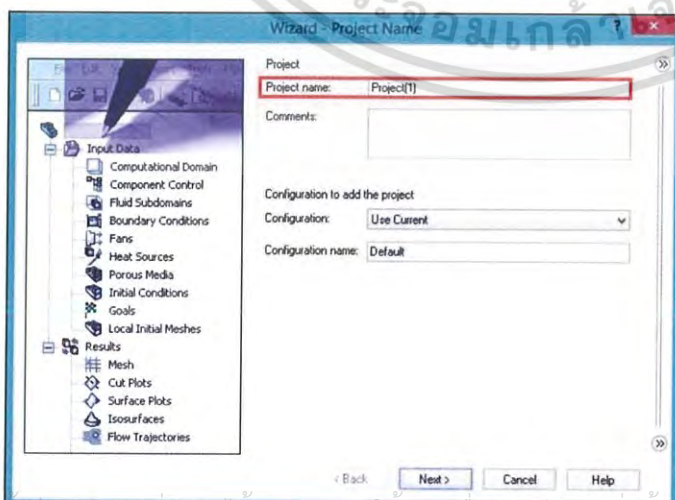 Wizard - Project Name
Project
Project name: Project(1)
Comments:
Configuration to add the project
Configuration: Use Current
Configuration name: Default
Input Data
Computational Domain
Component Control
Fluid Subdomains
Boundary Conditions
Fans
Heat Sources
Porous Media
Initial Conditions
Goals
Local Initial Meshes
Results
Mesh
Cut Plots
Surface Plots
Isosurfaces
Flow Trajectories
< Back Next > Cancel Help